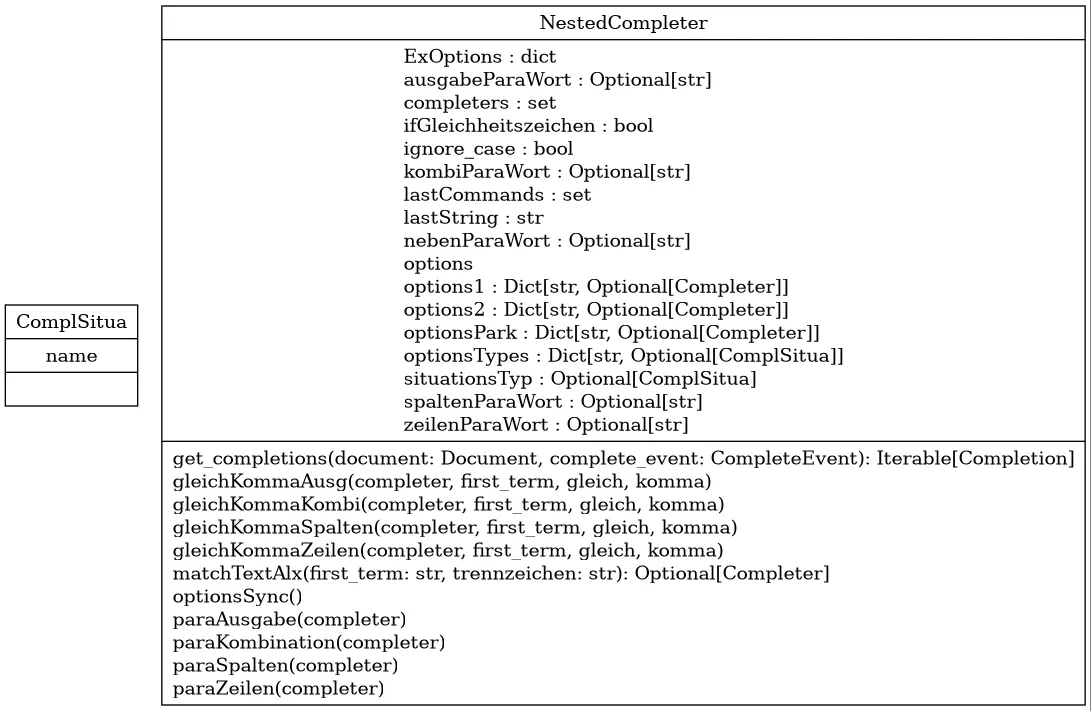 NestedCompleter
ExOptions : dict
ausgabeParaWort : Optional[str]
completers : set
ifGleichheitszeichen : bool
ignore_case : bool
kombiParaWort : Optional[str]
lastCommands : set
lastString : str
nebenParaWort : Optional[str]
options
options1 : Dict[str, Optional[Completer]]
options2 : Dict[str, Optional[Completer]]
optionsPark : Dict[str, Optional[Completer]]
optionsTypes : Dict[str, Optional[ComplSitua]]
situationsTyp : Optional[ComplSitua]
spaltenParaWort : Optional[str]
zeilenParaWort : Optional[str]
get_completions(document: Document, complete_event: CompleteEvent): Iterable[Completion]
gleichKommaAusg(completer, first_term, gleich, komma)
gleichKommaKombi(completer, first_term, gleich, komma)
gleichKommaSpalten(completer, first_term, gleich, komma)
gleichKommaZeilen(completer, first_term, gleich, komma)
matchTextAlx(first_term: str, trennzeichen: str): Optional[Completer]
optionsSync()
paraAusgabe(completer)
paraKombination(completer)
paraSpalten(completer)
paraZeilen(completer)
ComplSitua
name